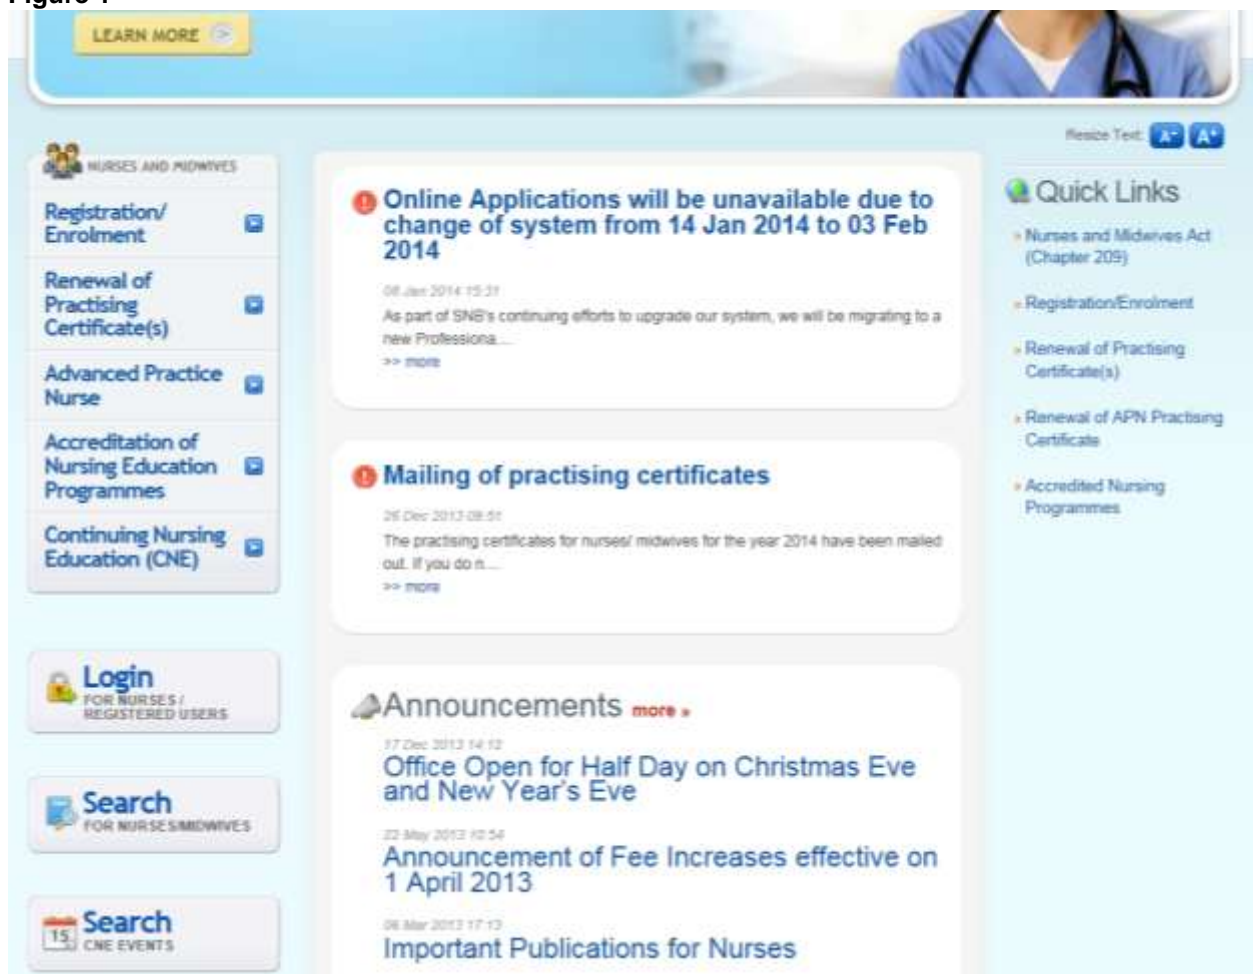 Figure 1
LEARN MORE
NURSES AND MIDWIVES
Registration/
Enrolment
Renewal of
Practising
Certificate(s)
Advanced Practice
Nurse
Accreditation of
Nursing Education
Programmes
Continuing Nursing
Education (CNE)
Login
FOR NURSES /
REGISTERED USERS
Search
FOR NURSES/MIDWIVES
15
Search
CNE EVENTS
Online Applications will be unavailable due to
change of system from 14 Jan 2014 to 03 Feb
2014
08 Jan 2014 15:31
As part of SNB's continuing efforts to upgrade our system, we will be migrating to a
new Professiona....
>> more
Mailing of practising certificates
26 Dec 2013 08:51
The practising certificates for nurses/ midwives for the year 2014 have been mailed
out. If you do n....
>> more
Announcements more »
17 Dec 2013 14:12
Office Open for Half Day on Christmas Eve
and New Year's Eve
22 May 2013 10:54
Announcement of Fee Increases effective on
1 April 2013
06 Mar 2013 17:13
Important Publications for Nurses
Resize Text: A- A+
Quick Links
» Nurses and Midwives Act
(Chapter 209)
» Registration/Enrolment
» Renewal of Practising
Certificate(s)
» Renewal of APN Practising
Certificate
» Accredited Nursing
Programmes